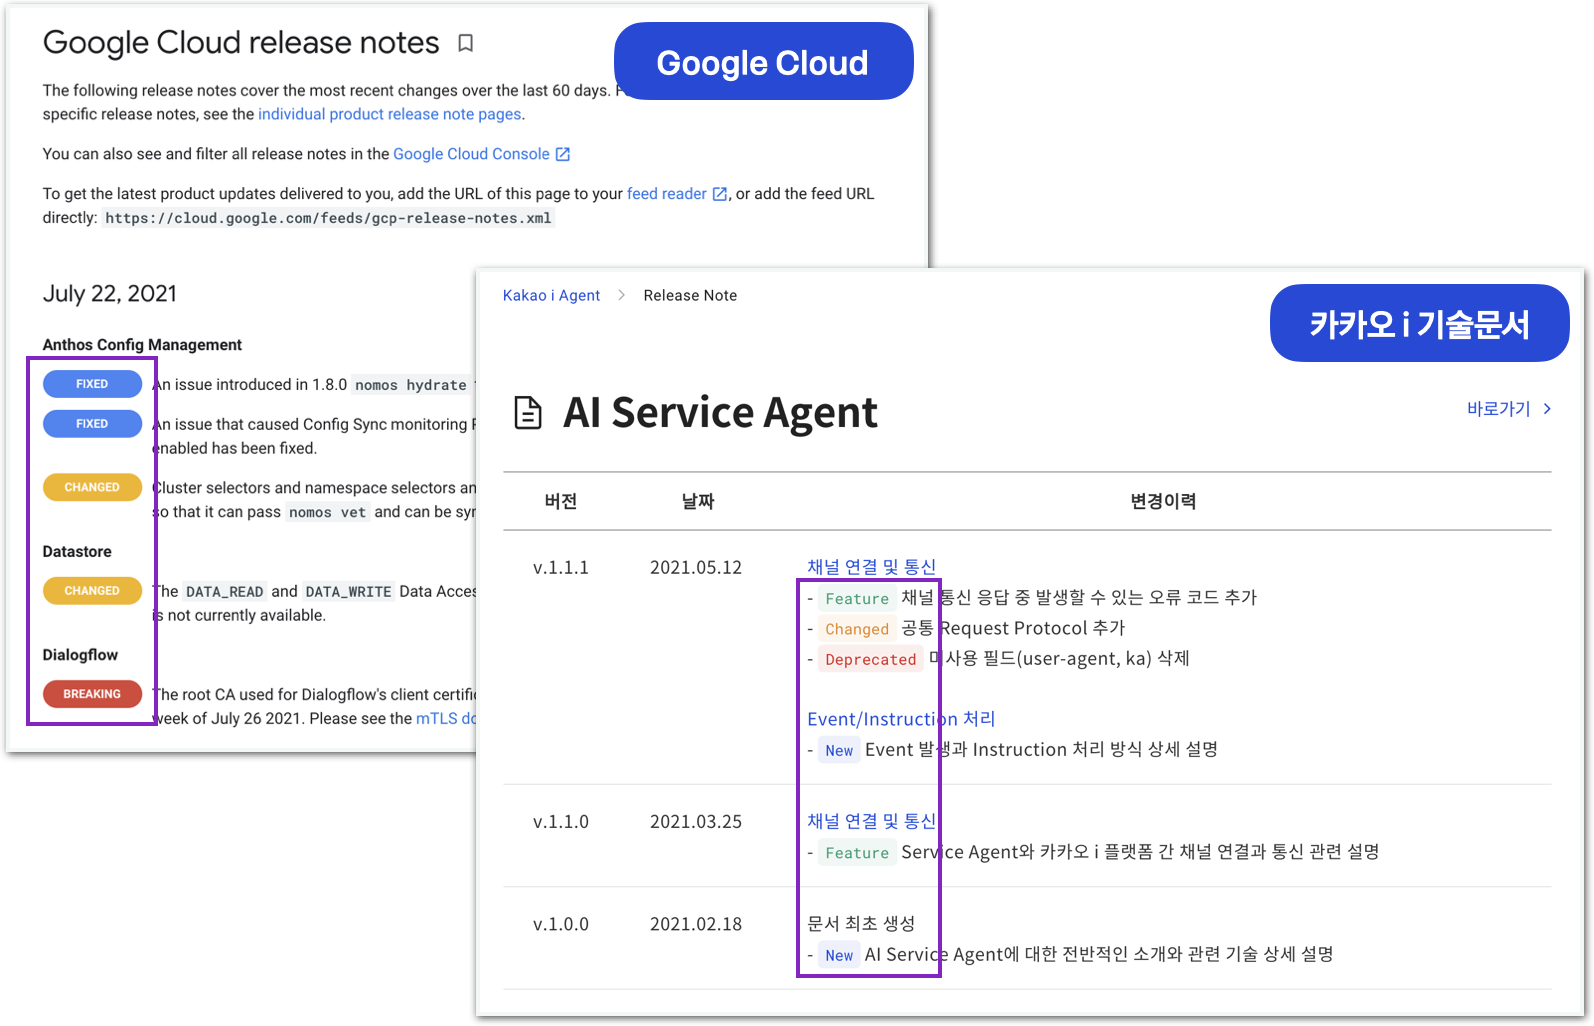 Google Cloud release notes
Google Cloud
The following release notes cover the most recent changes over the last 60 days.
specific release notes, see the individual product release note pages.
You can also see and filter all release notes in the Google Cloud Console
To get the latest product updates delivered to you, add the URL of this page to your feed reader, or add the feed URL
directly: https://cloud.google.com/feeds/gcp-release-notes.xml
July 22, 2021
Anthos Config Management
FIXED An issue introduced in 1.8.0 nomos hydrate
FIXED An issue that caused Config Sync monitoring
enabled has been fixed.
CHANGED Cluster selectors and namespace selectors
so that it can pass nomos vet and can be
Datastore
CHANGED The DATA_READ and DATA_WRITE Data
is not currently available.
Dialogflow
BREAKING The root CA used for Dialogflow's client
week of July 26 2021. Please see the mTLS
Kakao i Agent > Release Note
카카오 i 기술문서
AI Service Agent
바로가기 >
버전 날짜 변경이력
v.1.1.1 2021.05.12 채널 연결 및 통신
- Feature 채널 통신 응답 중 발생할 수 있는 오류 코드 추가
- Changed 공통 Request Protocol 추가
- Deprecated 미사용 필드(user-agent, ka) 삭제
Event/Instruction 처리
- New Event 발생과 Instruction 처리 방식 상세 설명
v.1.1.0 2021.03.25 채널 연결 및 통신
- Feature Service Agent와 카카오 i 플랫폼 간 채널 연결과 통신 관련 설명
v.1.0.0 2021.02.18 문서 최초 생성
- New AI Service Agent에 대한 전반적인 소개와 관련 기술 상세 설명